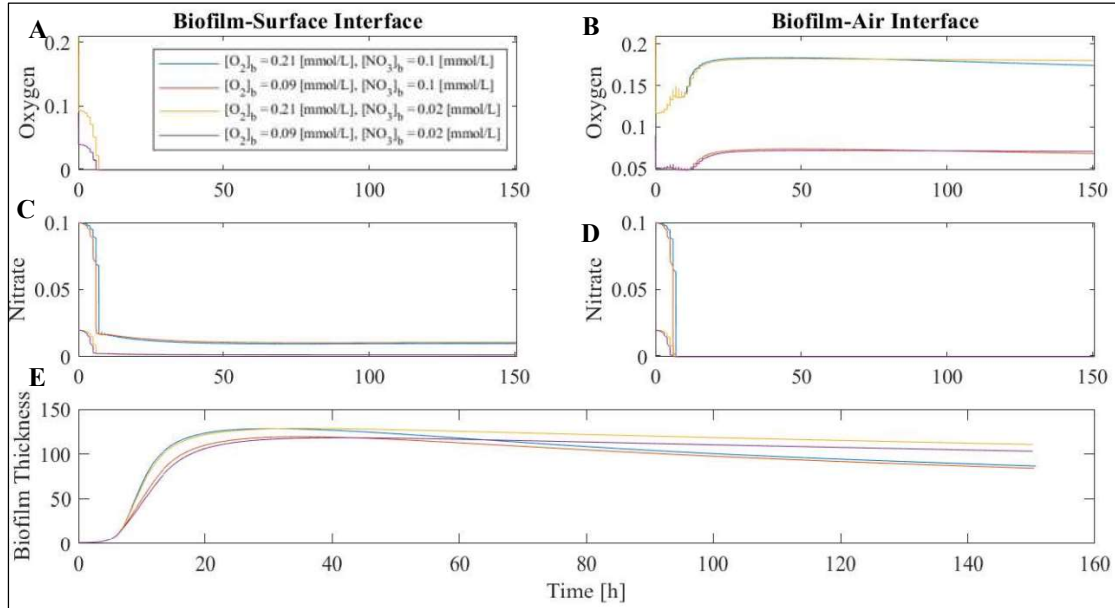 A Biofilm-Surface Interface
B Biofilm-Air Interface
Oxygen
0.2
0.1
0
0 50 100 150
[O2]b = 0.21 [mmol/L], [NO3]b = 0.1 [mmol/L]
[O2]b = 0.09 [mmol/L], [NO3]b = 0.1 [mmol/L]
[O2]b = 0.21 [mmol/L], [NO3]b = 0.02 [mmol/L]
[O2]b = 0.09 [mmol/L], [NO3]b = 0.02 [mmol/L]
Oxygen
0.2
0.15
0.1
0.05
0 50 100 150
C
Nitrate
0.1
0.05
0
0 50 100 150
D
Nitrate
0.1
0.05
0
0 50 100 150
E
Biofilm Thickness
150
100
50
0
0 20 40 60 80 100 120 140 160
Time [h]